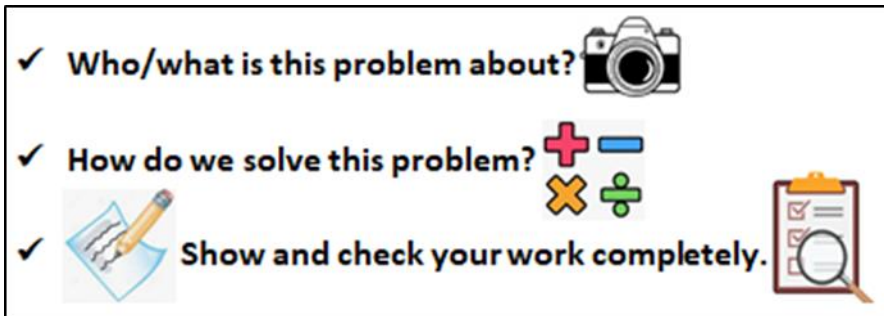 ✓ Who/what is this problem about?
✓ How do we solve this problem?
✓ Show and check your work completely.